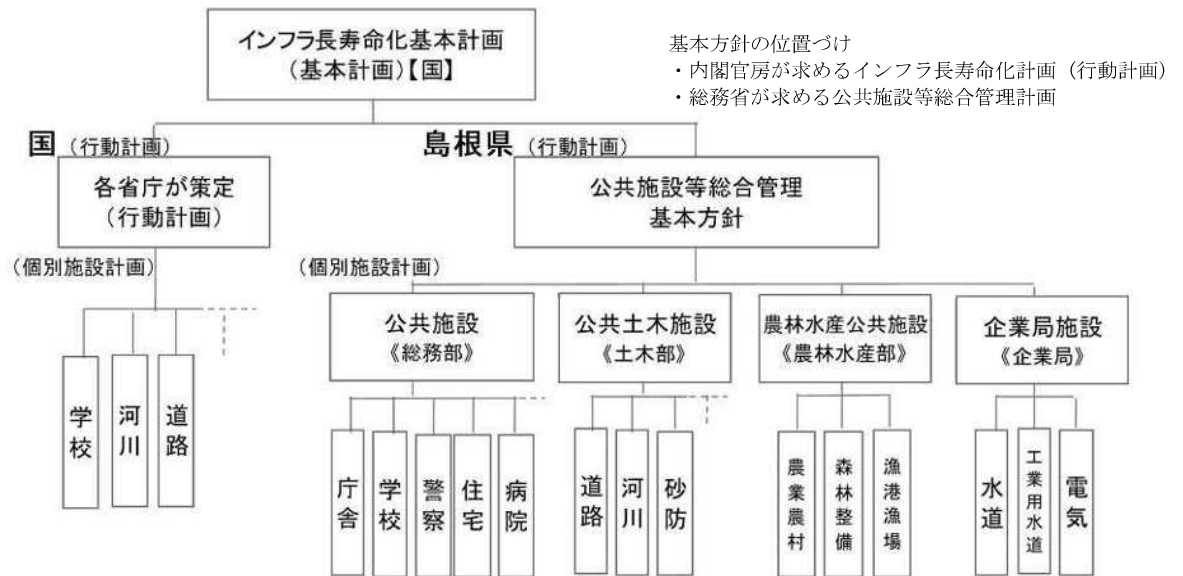 インフラ長寿命化基本計画
(基本計画)【国】
基本方針の位置づけ
・内閣官房が求めるインフラ長寿命化計画（行動計画）
・総務省が求める公共施設等総合管理計画
国 (行動計画)
島根県 (行動計画)
各省庁が策定
(行動計画)
公共施設等総合管理
基本方針
(個別施設計画)
(個別施設計画)
学校
河川
道路
公共施設
《総務部》
公共土木施設
《土木部》
農林水産公共施設
《農林水産部》
企業局施設
《企業局》
庁舎
学校
警察
住宅
病院
道路
河川
砂防
農業農村
森林整備
漁港漁場
水道
工業用水道
電気